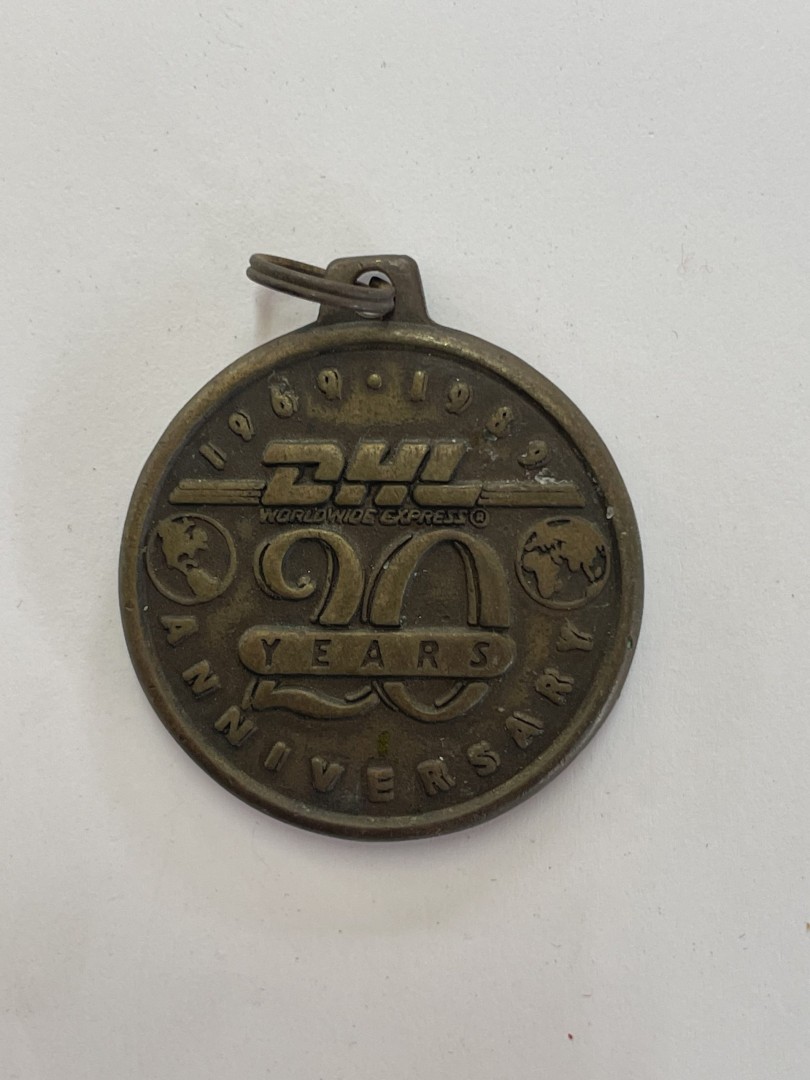 1969 · 1989
DHL
WORLDWIDE EXPRESS®
20
YEARS
ANNIVERSARY